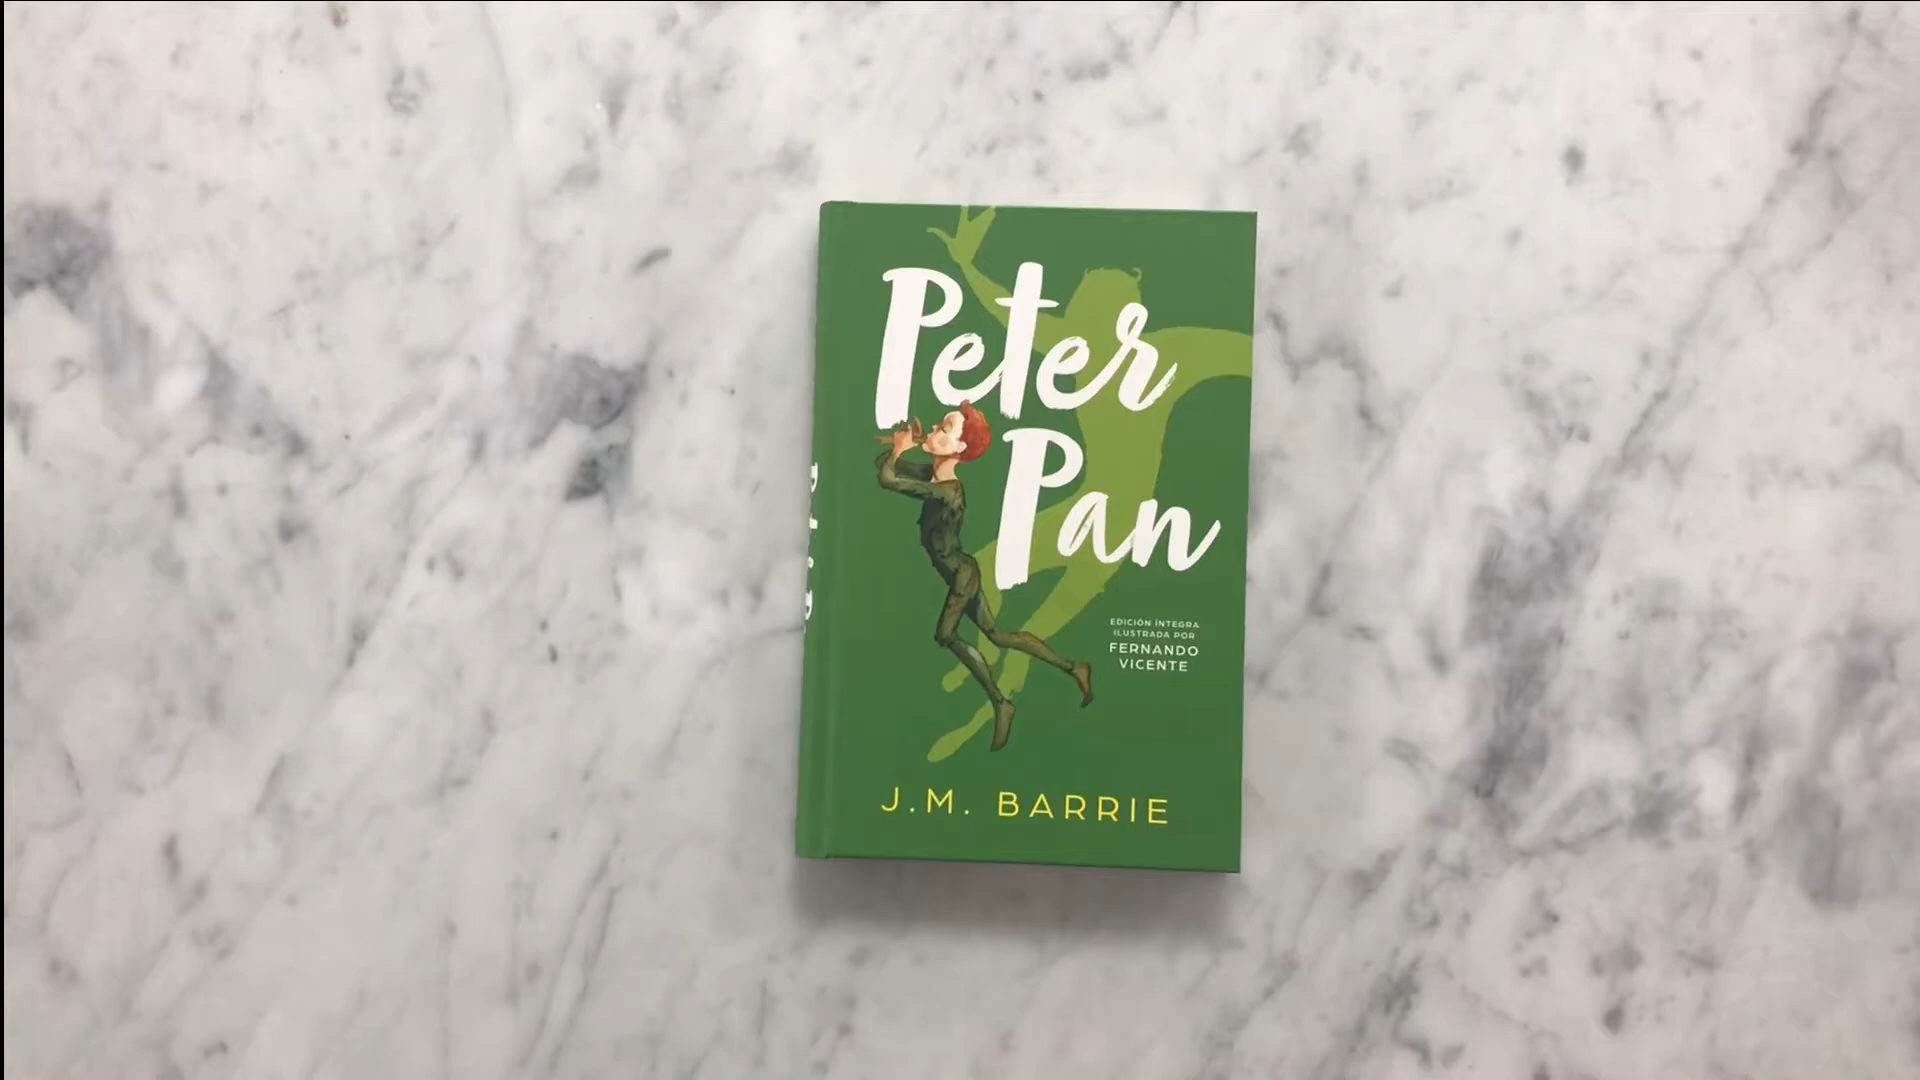 Peter
Pan
EDICIÓN ÍNTEGRA
ILUSTRADA POR
FERNANDO
VICENTE
J.M. BARRIE